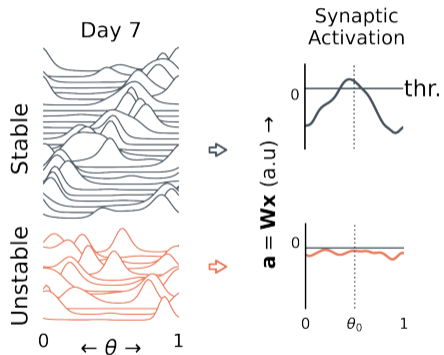 Day 7
Synaptic
Activation
Stable
Unstable
0
← θ →
1
a = Wx (a.u) →
0
thr.
0
0
θ₀
1